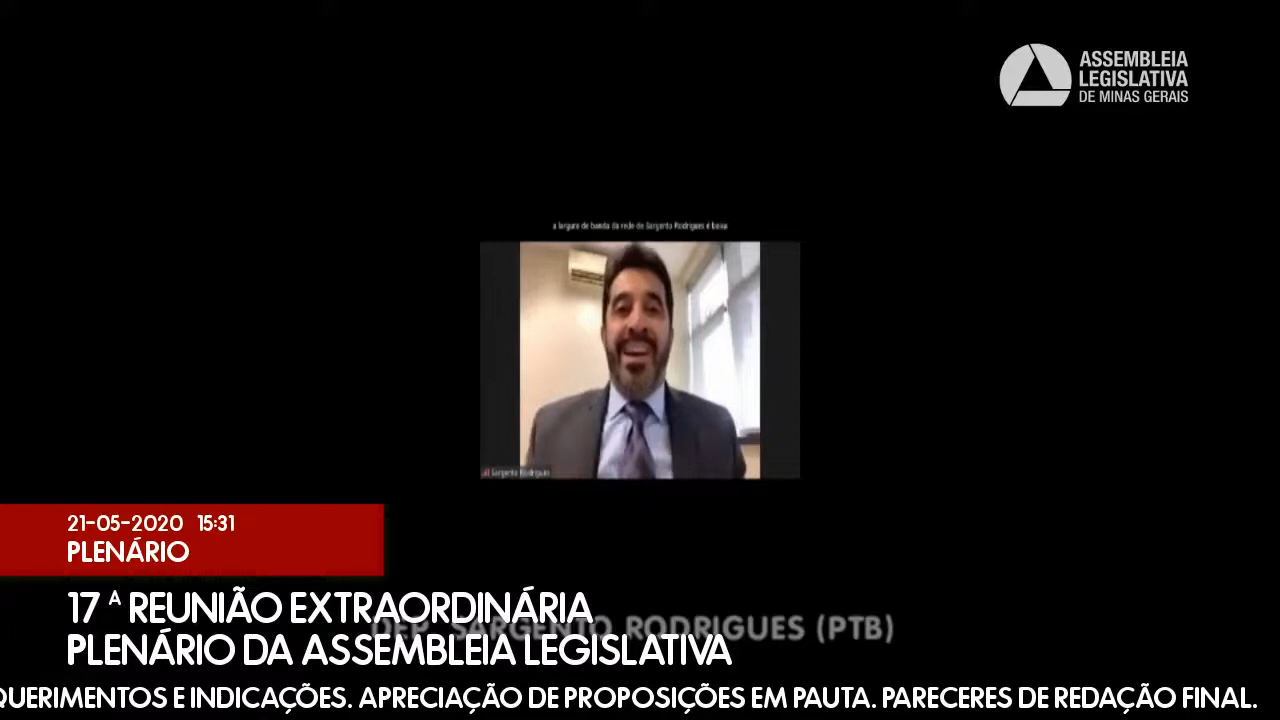 ASSEMBLEIA
LEGISLATIVA
DE MINAS GERAIS
a largura de banda da rede de Sargento Rodrigues é baixa
Sargento Rodrigues
21-05-2020 15:31
PLENÁRIO
17 ª REUNIÃO EXTRAORDINÁRIA
DEP. SARGENTO RODRIGUES (PTB)
PLENÁRIO DA ASSEMBLEIA LEGISLATIVA
QUERIMENTOS E INDICAÇÕES. APRECIAÇÃO DE PROPOSIÇÕES EM PAUTA. PARECERES DE REDAÇÃO FINAL.